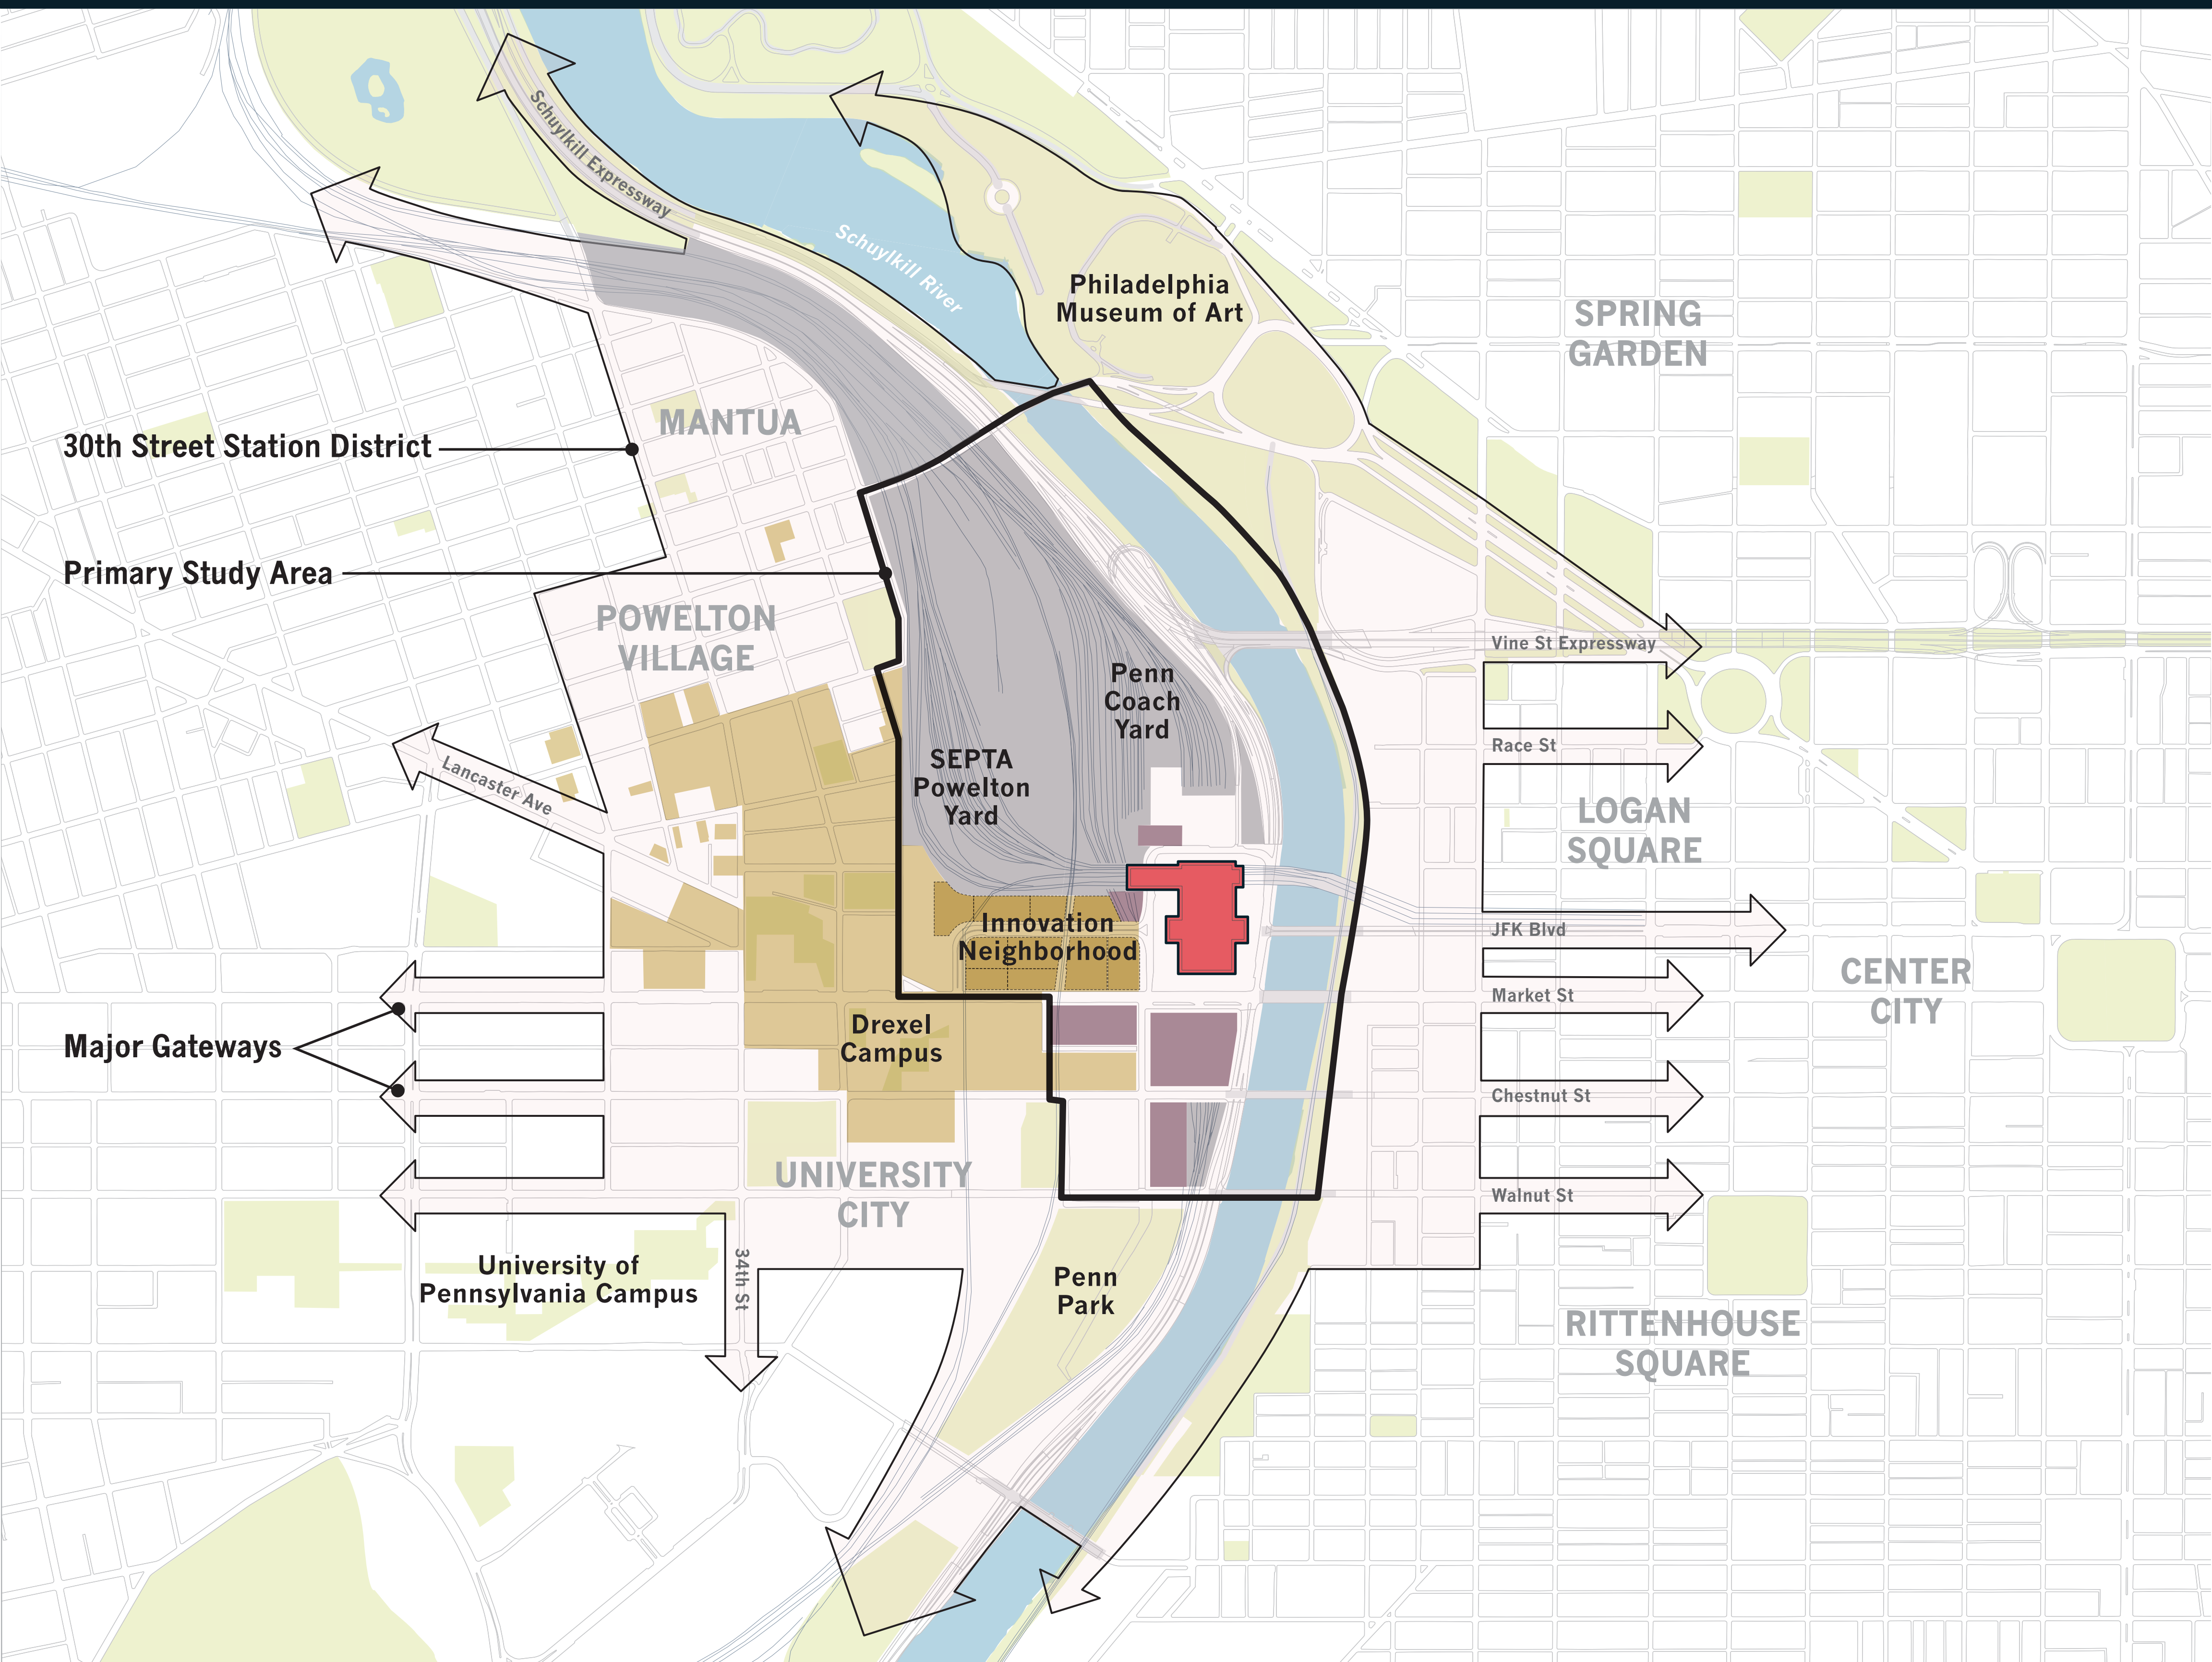 Schuylkill Expressway
Schuylkill River
Philadelphia
Museum of Art
SPRING
GARDEN
MANTUA
30th Street Station District
Primary Study Area
POWELTON
VILLAGE
Vine St Expressway
Penn
Coach
Yard
Race St
SEPTA
Powelton
Yard
Lancaster Ave
LOGAN
SQUARE
Innovation
Neighborhood
JFK Blvd
CENTER
CITY
Market St
Major Gateways
Drexel
Campus
Chestnut St
UNIVERSITY
CITY
Walnut St
University of
Pennsylvania Campus
34th St
Penn
Park
RITTENHOUSE
SQUARE